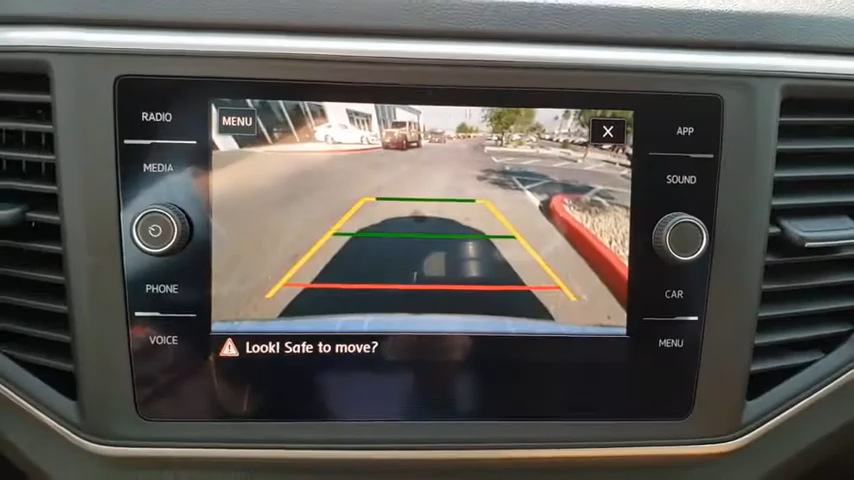 RADIO
MEDIA
PHONE
VOICE
MENU
X
Look! Safe to move?
APP
SOUND
CAR
MENU